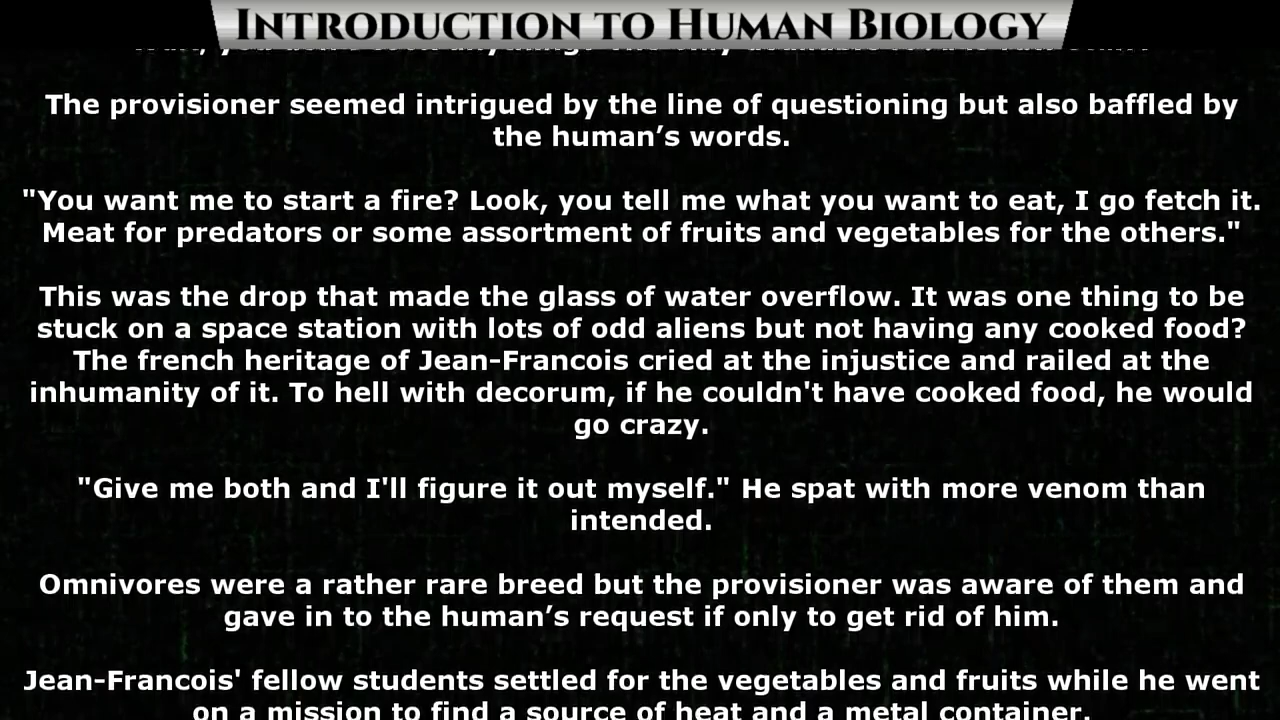 Introduction to Human Biology
The provisioner seemed intrigued by the line of questioning but also baffled by
the human’s words.
"You want me to start a fire? Look, you tell me what you want to eat, I go fetch it.
Meat for predators or some assortment of fruits and vegetables for the others."
This was the drop that made the glass of water overflow. It was one thing to be
stuck on a space station with lots of odd aliens but not having any cooked food?
The french heritage of Jean-Francois cried at the injustice and railed at the
inhumanity of it. To hell with decorum, if he couldn't have cooked food, he would
go crazy.
"Give me both and I'll figure it out myself." He spat with more venom than
intended.
Omnivores were a rather rare breed but the provisioner was aware of them and
gave in to the human’s request if only to get rid of him.
Jean-Francois' fellow students settled for the vegetables and fruits while he went
on a mission to find a source of heat and a metal container.